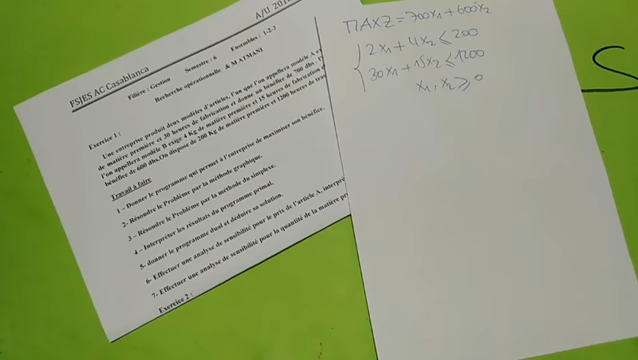 A/U
FSJES AC Casablanca
Filière : Gestion Semestre : 6 Ensembles : 1-2-3
Recherche opérationnelle & M ATMANI
Exercice 1 :
Une entreprise produit deux modèles d'articles, l'un que l'on appellera modèle A
de matière première et 30 heures de fabrication et donne un bénéfice de 700 dhs.
l'on appellera modèle B exige 4 Kg de matière première et 15 heures de fabrication
bénéfice de 600 dhs.On dispose de 200 Kg de matière première et 1200 heures de
Travail à faire
1 – Donner le programme qui permet à l'entreprise de maximiser son bénéfice.
2- Résoudre le Problème par la méthode graphique.
3 – Résoudre le Problème par la méthode du simplexe.
4 – Interpréter les résultats du programme primal.
5- donner le programme dual et déduire sa solution.
6- Effectuer une analyse de sensibilité pour le prix de l'article A,
7- Effectuer une analyse de sensibilité pour la quantité de la matière
Exercice 2 :
MAX Z = 700x₁ + 600x₂
2x₁ + 4x₂ ≤ 200
30x₁ + 15x₂ ≤ 1200
x₁, x₂ ≥ 0